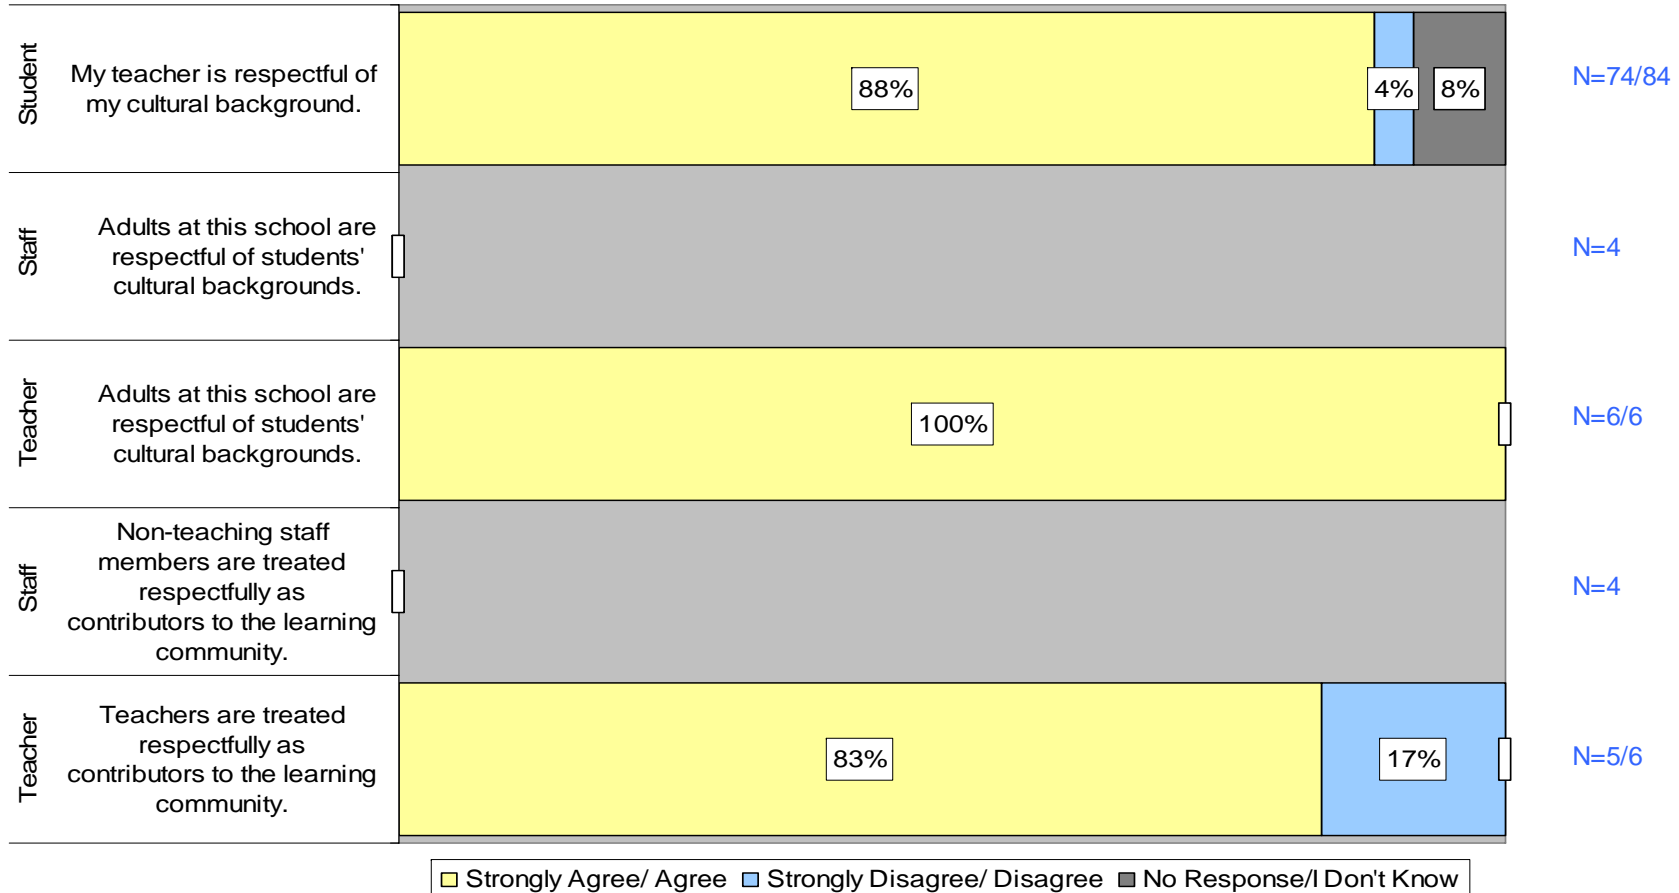 Student
My teacher is respectful of
my cultural background.
88%
4%
8%
N=74/84
Staff
Adults at this school are
respectful of students'
cultural backgrounds.
N=4
Teacher
Adults at this school are
respectful of students'
cultural backgrounds.
100%
N=6/6
Staff
Non-teaching staff
members are treated
respectfully as
contributors to the learning
community.
N=4
Teacher
Teachers are treated
respectfully as
contributors to the learning
community.
83%
17%
N=5/6
Strongly Agree/ Agree
Strongly Disagree/ Disagree
No Response/I Don't Know